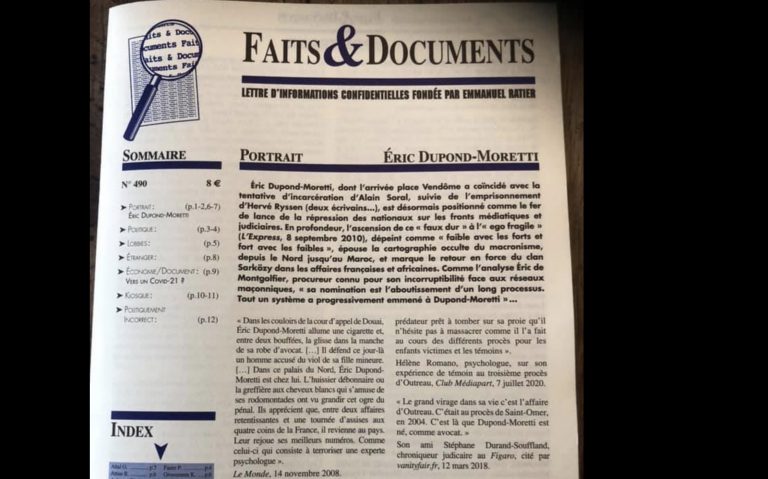 FAITS & DOCUMENTS
LETTRE D'INFORMATIONS CONFIDENTIELLES FONDÉE PAR EMMANUEL RATIER
SOMMAIRE
N° 490 8 €
➤ PORTRAIT : (p.1-2,6-7)
ÉRIC DUPOND-MORETTI
➤ POLITIQUE : (p.3-4)
➤ LOBBIES : (p.5)
➤ ÉTRANGER : (p.8)
➤ ÉCONOMIE/DOCUMENT : (p.9)
VERS UN COVID-21 ?
➤ KIOSQUE : (p.10-11)
➤ POLITIQUEMENT
INCORRECT : (p.12)
INDEX
PORTRAIT ÉRIC DUPOND-MORETTI
Éric Dupond-Moretti, dont l'arrivée place Vendôme a coïncidé avec la
tentative d'incarcération d'Alain Soral, suivie de l'emprisonnement
d'Hervé Ryssen (deux écrivains...), est désormais positionné comme le fer
de lance de la répression des nationaux sur les fronts médiatiques et
judiciaires. En profondeur, l'ascension de ce « faux dur » à l'« ego fragile »
(L'Express, 8 septembre 2010), dépeint comme « faible avec les forts et
fort avec les faibles », épouse la cartographie occulte du macronisme,
depuis le Nord jusqu'au Maroc, et marque le retour en force du clan
Sarközy dans les affaires françaises et africaines. Comme l'analyse Éric de
Montgolfier, procureur connu pour son incorruptibilité face aux réseaux
maçonniques, « sa nomination est l'aboutissement d'un long processus.
Tout un système a progressivement emmené à Dupond-Moretti »...
« Dans les couloirs de la cour d'appel de Douai,
Éric Dupond-Moretti allume une cigarette et,
entre deux bouffées, la glisse dans la manche
de sa robe d'avocat. [...] Il défend ce jour-là
un homme accusé du viol de sa fille mineure.
[...] Dans ce palais du Nord, Éric Dupond-
Moretti est chez lui. L'huissier débonnaire ou
la greffière aux cheveux blancs qui s'amuse de
ses rodomontades ont vu grandir cet ogre du
pénal. Ils apprécient que, entre deux affaires
retentissantes et une tournée d'assises aux
quatre coins de la France, il revienne au pays.
Leur rejoue ses meilleurs numéros. Comme
celui-ci qui consiste à terroriser une experte
psychologue ».
Le Monde, 14 novembre 2008.
prédateur prêt à tomber sur sa proie qu'il
n'hésite pas à massacrer comme il l'a fait
au cours des différents procès pour les
enfants victimes et les témoins ».
Hélène Romano, psychologue, sur son
expérience de témoin au troisième procès
d'Outreau, Club Médiapart, 7 juillet 2020.
« Le grand virage dans sa vie c'est l'affaire
d'Outreau. C'était au procès de Saint-Omer,
en 2004. C'est là que Dupond-Moretti est
né, comme avocat. »
Son ami Stéphane Durand-Souffland,
chroniqueur judicaire au Figaro, cité par
vanityfair.fr, 12 mars 2018.